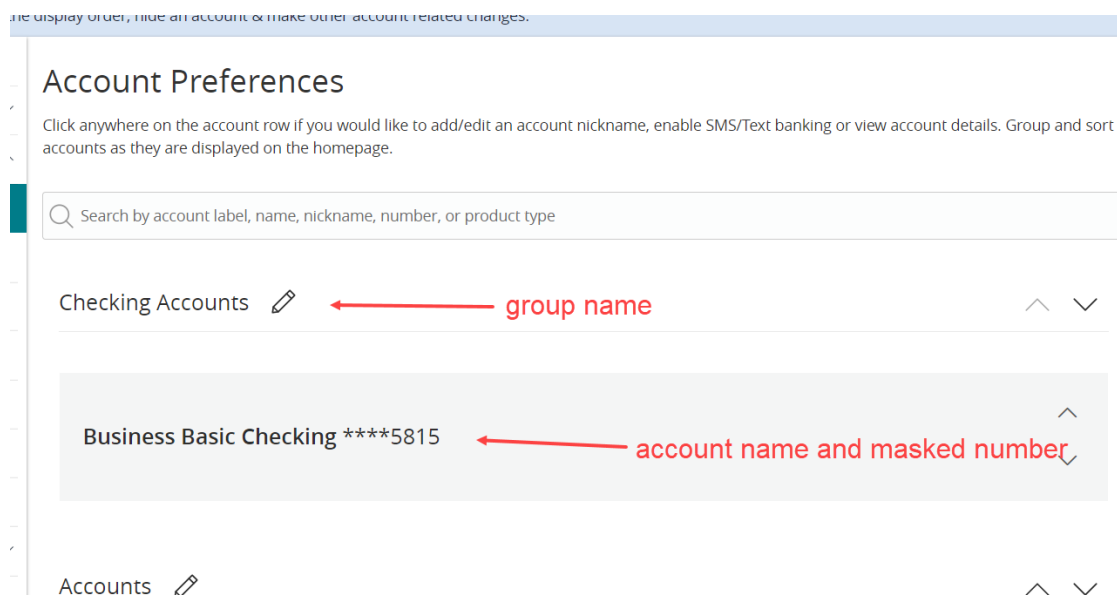 the display order, hide an account & make other account related changes.
Account Preferences
Click anywhere on the account row if you would like to add/edit an account nickname, enable SMS/Text banking or view account details. Group and sort
accounts as they are displayed on the homepage.
Search by account label, name, nickname, number, or product type
Checking Accounts
group name
Business Basic Checking ****5815
account name and masked number
Accounts